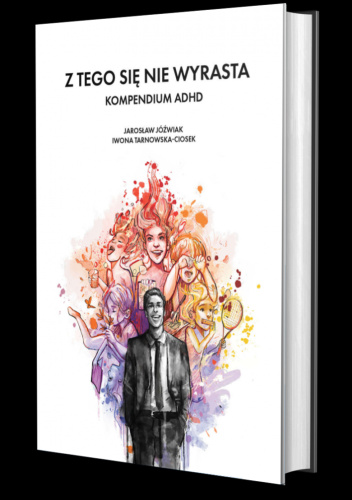 Z TEGO SIĘ NIE WYRASTA
KOMPENDIUM ADHD
JAROSŁAW JÓŹWIAK
IWONA TARNOWSKA-CIOSEK